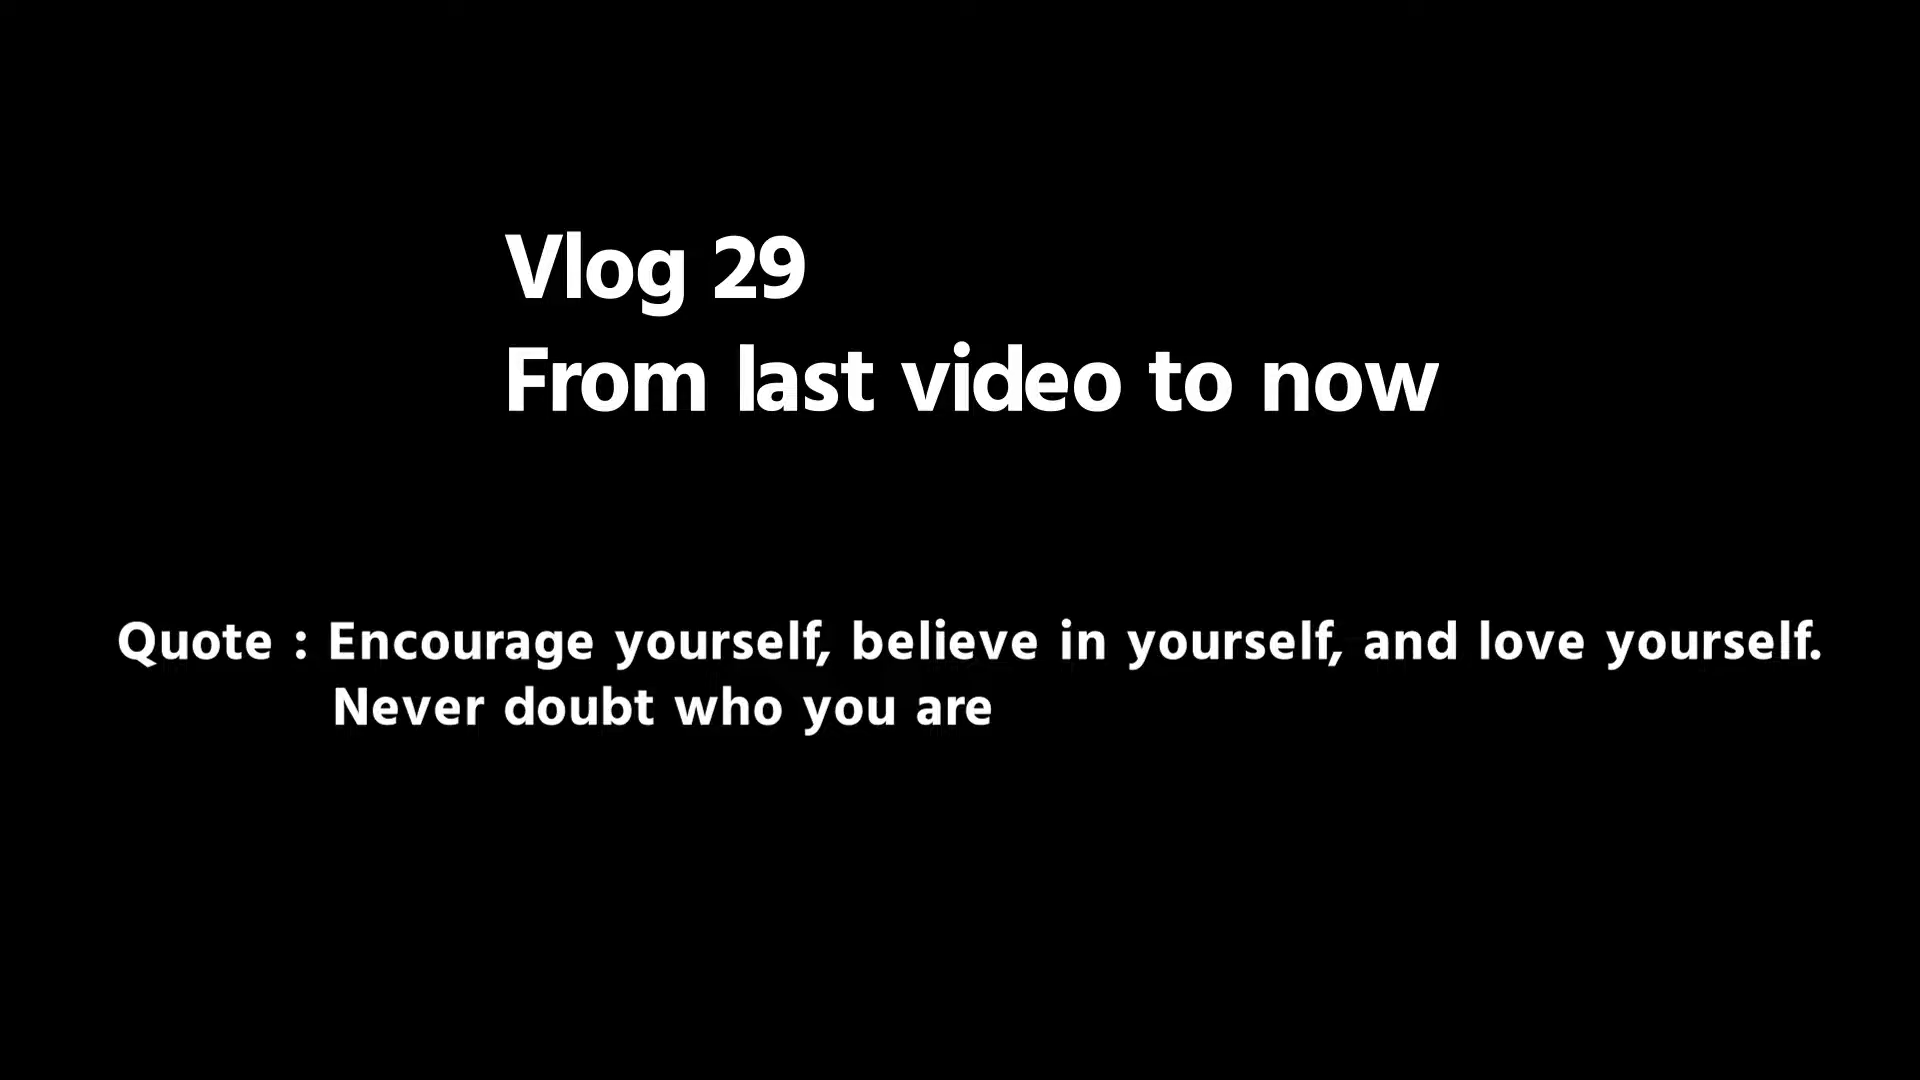 Vlog 29
From last video to now
Quote : Encourage yourself, believe in yourself, and love yourself.
Never doubt who you are